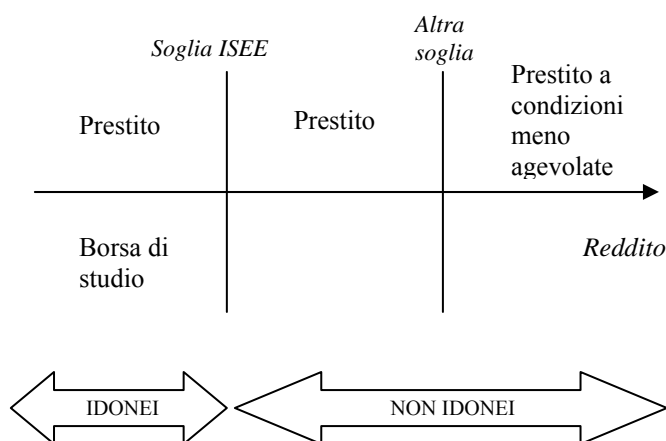 Soglia ISEE
Altra
soglia
Prestito
Prestito
Prestito a
condizioni
meno
agevolate
Borsa di
studio
Reddito
IDONEI
NON IDONEI